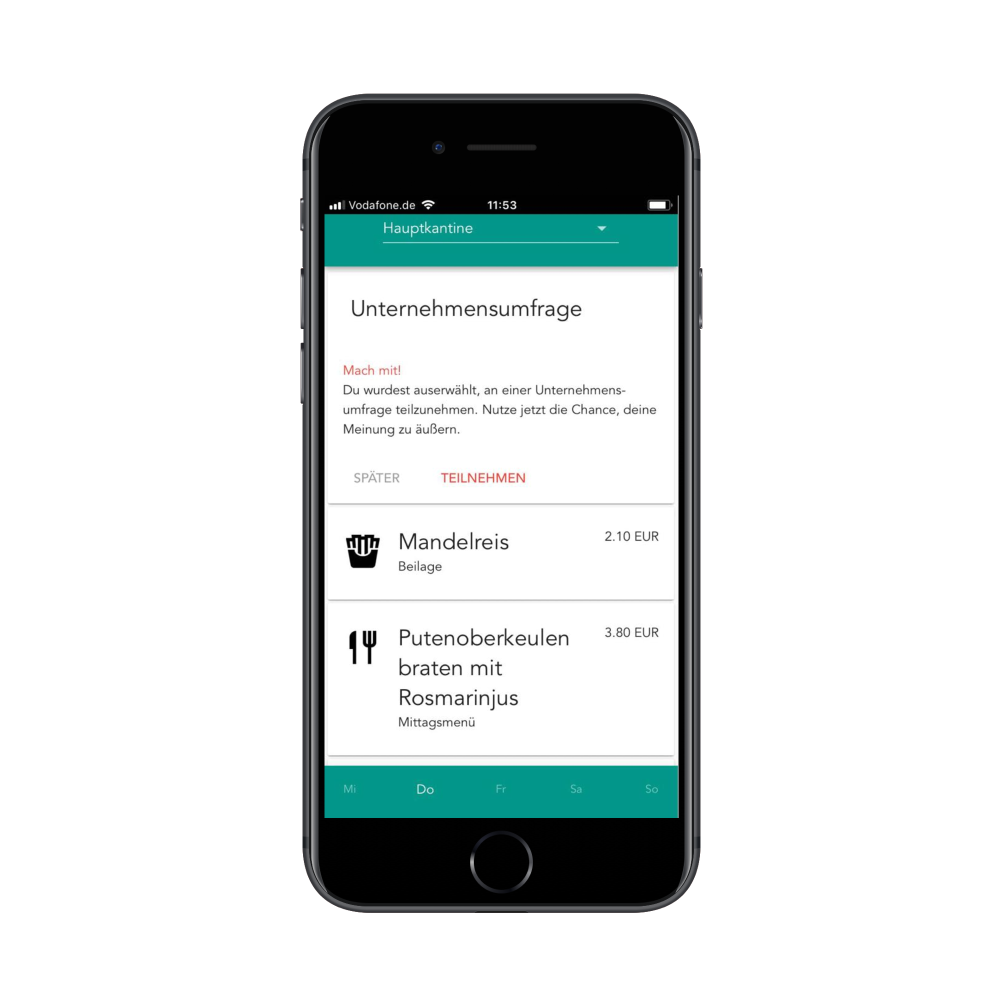 Vodafone.de 11:53
Hauptkantine
Unternehmensumfrage
Mach mit!
Du wurdest auserwählt, an einer Unternehmens-
umfrage teilzunehmen. Nutze jetzt die Chance, deine
Meinung zu äußern.
SPÄTER TEILNEHMEN
Mandelreis 2.10 EUR
Beilage
Putenoberkeulen 3.80 EUR
braten mit
Rosmarinjus
Mittagsmenü
Mi Do Fr Sa So